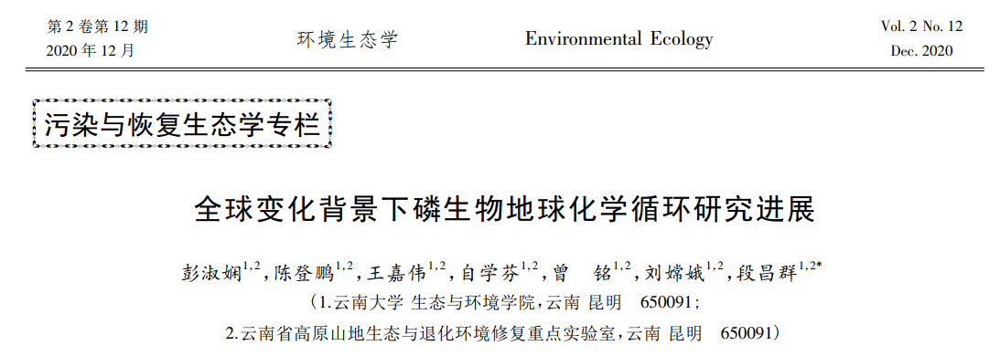 第 2 卷第 12 期
2020 年 12 月
环境生态学
Environmental Ecology
Vol. 2 No. 12
Dec. 2020
污染与恢复生态学专栏
全球变化背景下磷生物地球化学循环研究进展
彭淑娴1,2,陈登鹏1,2,王嘉伟1,2,自学芬1,2,曾 铭1,2,刘嫦娥1,2,段昌群1,2*
(1.云南大学 生态与环境学院,云南 昆明 650091;
2.云南省高原山地生态与退化环境修复重点实验室,云南 昆明 650091)